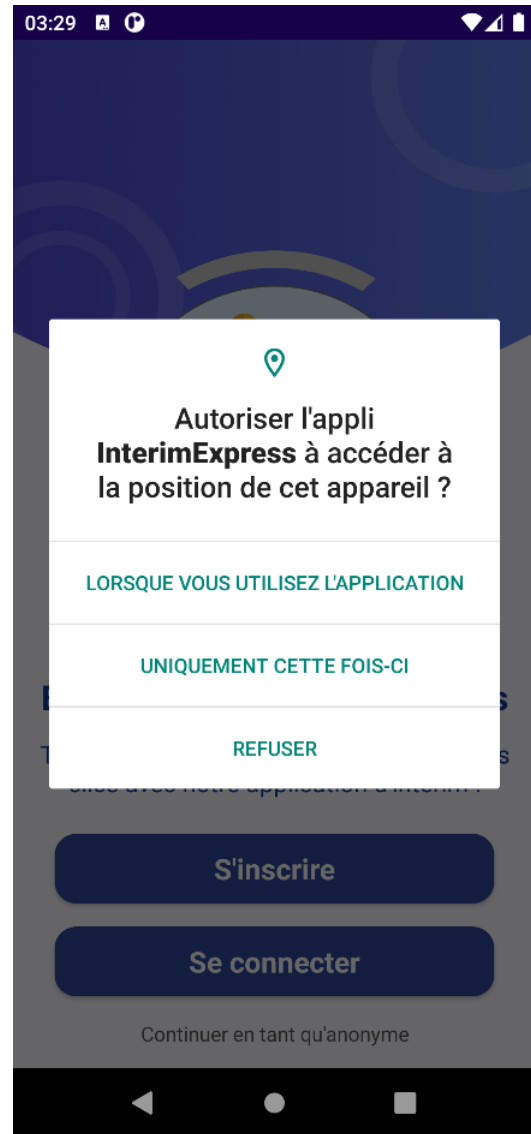 03:29
Autoriser l'appli
InterimExpress à accéder à
la position de cet appareil ?
LORSQUE VOUS UTILISEZ L'APPLICATION
UNIQUEMENT CETTE FOIS-CI
REFUSER
S'inscrire
Se connecter
Continuer en tant qu'anonyme